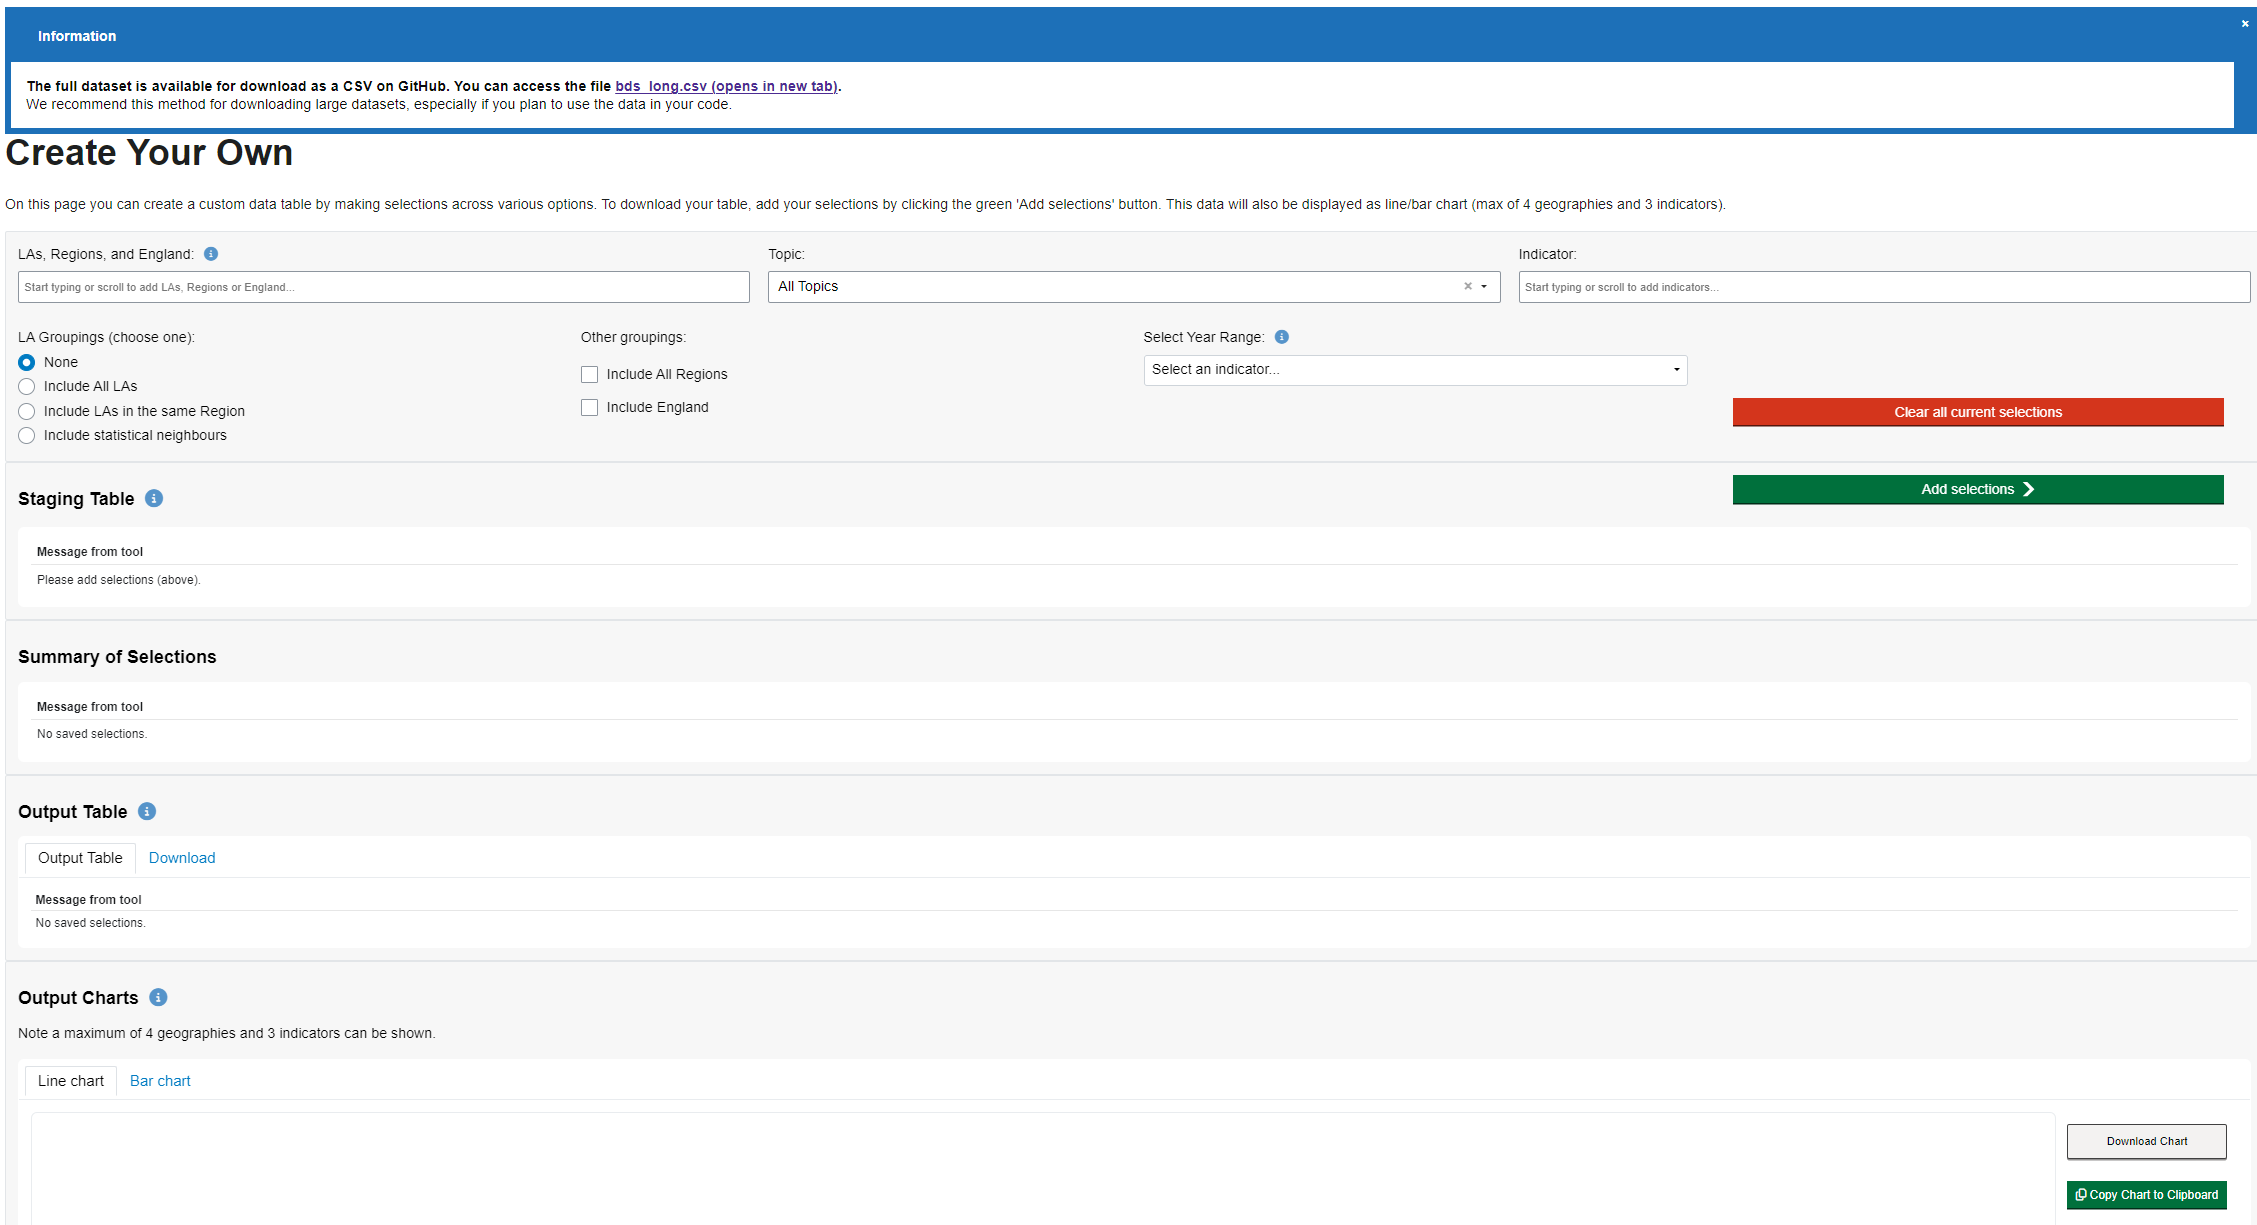 Information
×
The full dataset is available for download as a CSV on GitHub. You can access the file bds_long.csv (opens in new tab).
We recommend this method for downloading large datasets, especially if you plan to use the data in your code.
Create Your Own
On this page you can create a custom data table by making selections across various options. To download your table, add your selections by clicking the green 'Add selections' button. This data will also be displayed as line/bar chart (max of 4 geographies and 3 indicators).
LAs, Regions, and England:
Start typing or scroll to add LAs, Regions or England...
Topic:
All Topics ×
Indicator:
Start typing or scroll to add indicators...
LA Groupings (choose one):
None
Include All LAs
Include LAs in the same Region
Include statistical neighbours
Other groupings:
Include All Regions
Include England
Select Year Range:
Select an indicator...
Clear all current selections
Add selections
Staging Table
Message from tool
Please add selections (above).
Summary of Selections
Message from tool
No saved selections.
Output Table
Output Table Download
Message from tool
No saved selections.
Output Charts
Note a maximum of 4 geographies and 3 indicators can be shown.
Line chart Bar chart
Download Chart
Copy Chart to Clipboard